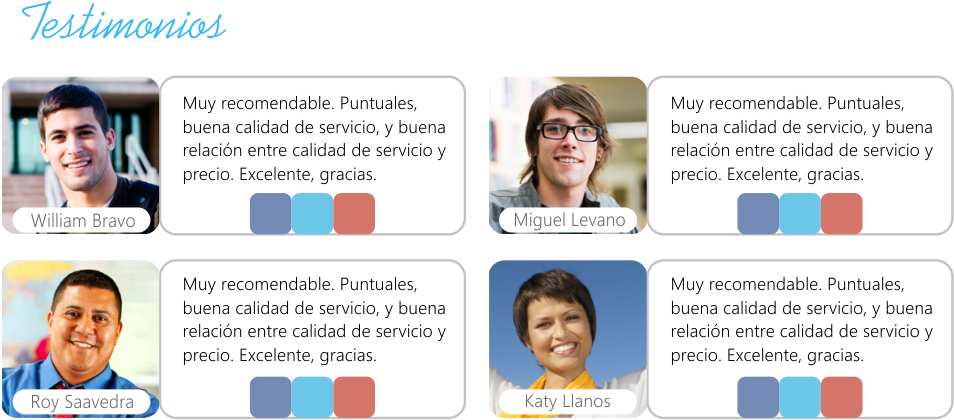 Testimonios
Muy recomendable. Puntuales,
buena calidad de servicio, y buena
relación entre calidad de servicio y
precio. Excelente, gracias.
William Bravo
Muy recomendable. Puntuales,
buena calidad de servicio, y buena
relación entre calidad de servicio y
precio. Excelente, gracias.
Miguel Levano
Muy recomendable. Puntuales,
buena calidad de servicio, y buena
relación entre calidad de servicio y
precio. Excelente, gracias.
Roy Saavedra
Muy recomendable. Puntuales,
buena calidad de servicio, y buena
relación entre calidad de servicio y
precio. Excelente, gracias.
Katy Llanos